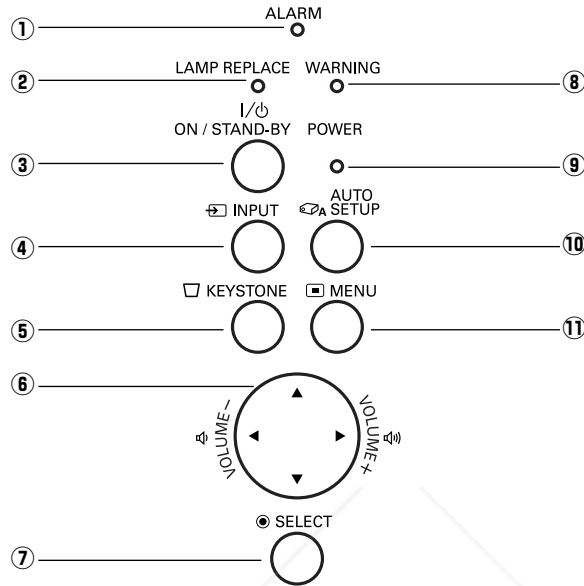 ALARM
①
② LAMP REPLACE WARNING ⑧
I/⏻
ON / STAND-BY POWER
③ ⑨
INPUT AUTO
A SETUP
④ ⑩
KEYSTONE MENU
⑤ ⑪
⑥
VOLUME – VOLUME +
SELECT
⑦